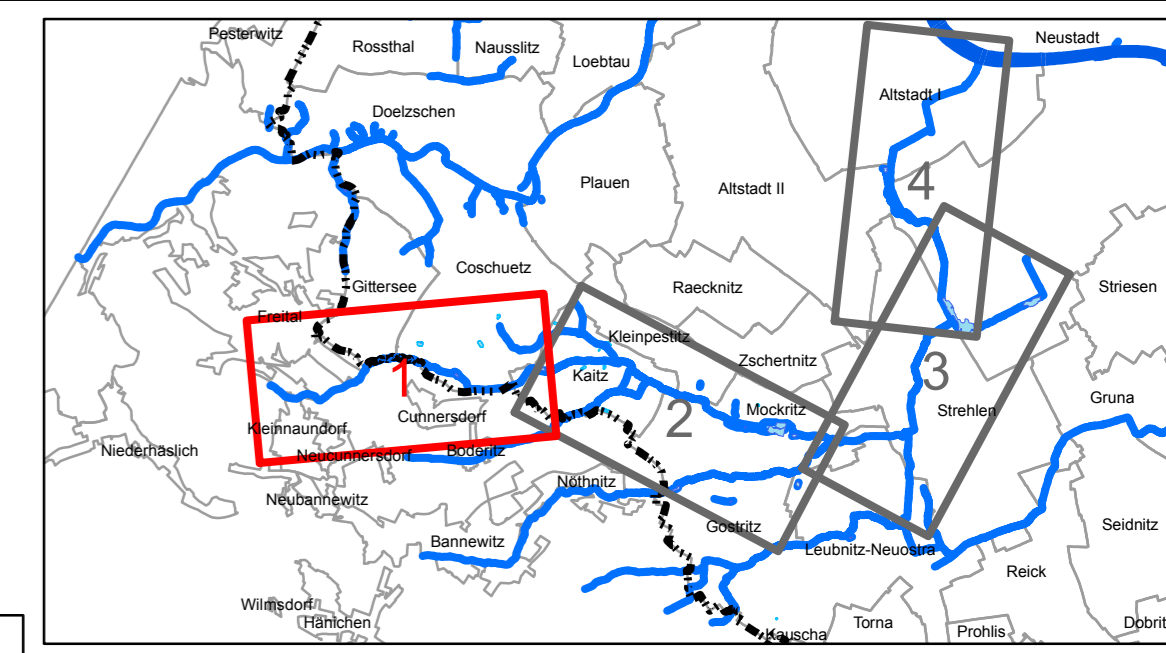 Pesterwitz
Rossthal
Nausslitz
Loebtau
Neustadt
Altstadt I
Doelzschen
Plauen
Altstadt II
4
Coschuetz
Gittersee
Raecknitz
Striesen
Freital
Kleinpestitz
Zschertnitz
Kaitz
1
3
Gruna
Cunnersdorf
Mockritz
Strehlen
2
Kleinnaundorf
Niederhäslich
Neucunnersdorf
Boderitz
Nöthnitz
Neubannewitz
Gostritz
Seidnitz
Bannewitz
Leubnitz-Neuostra
Reick
Wilmsdorf
Hänichen
Kauscha
Torna
Prohlis
Dobrit